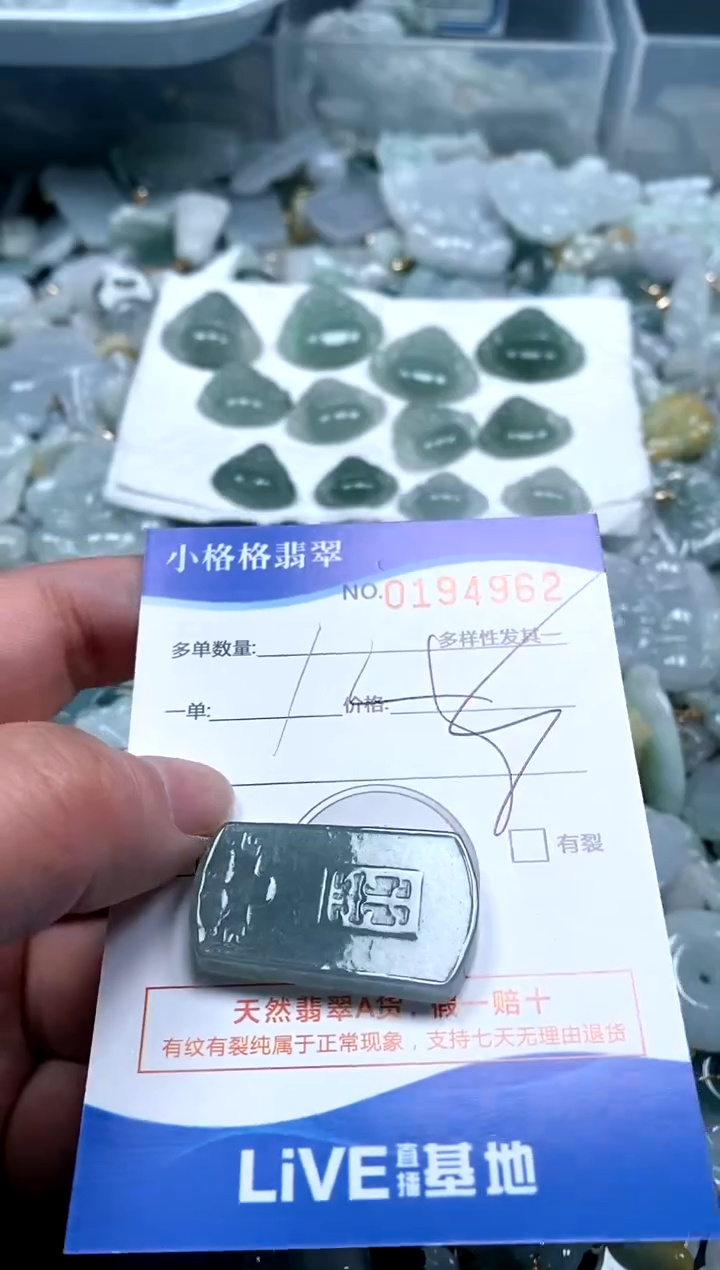 小格格翡翠
NO.0194962
多单数量:
多样性发其一
一单:
价格:
有裂
天然翡翠A货，假一赔十
有纹有裂纯属于正常现象，支持七天无理由退货
LiVE直播基地